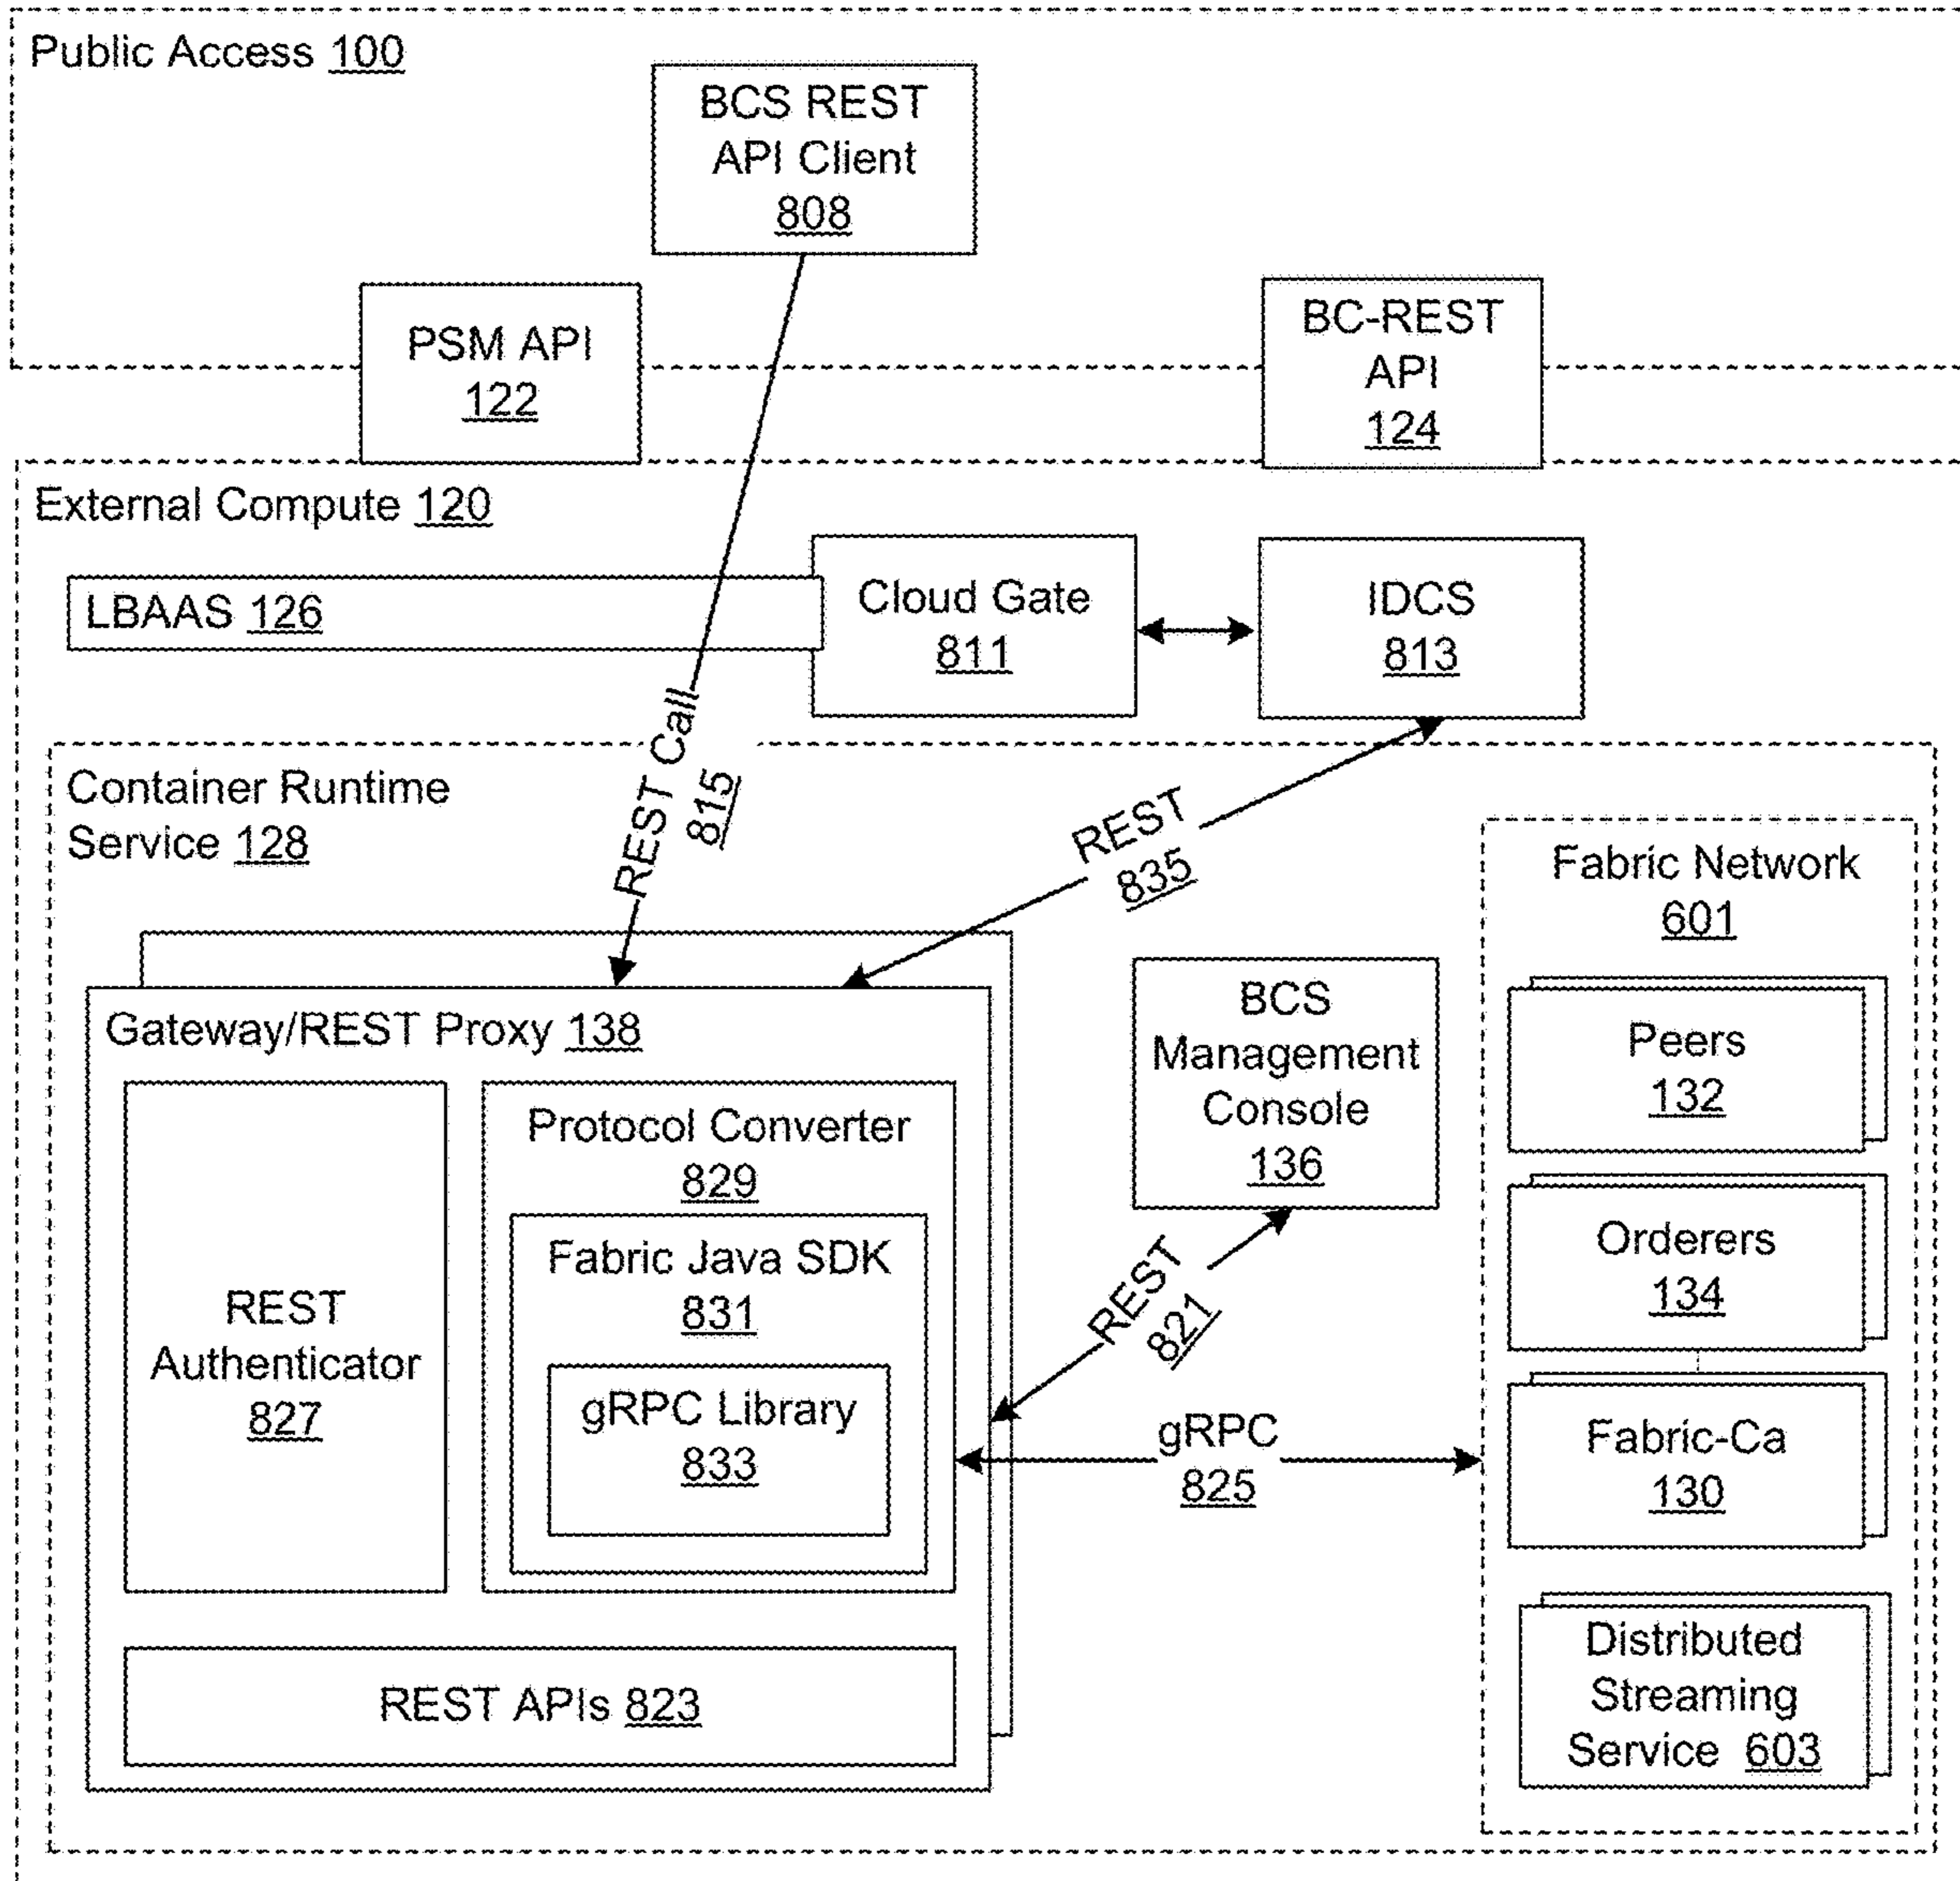 Public Access 100
BCS REST
API Client
808
PSM API
122
BC-REST
API
124
External Compute 120
LBAAS 126
Cloud Gate
811
IDCS
813
REST Call
815
Container Runtime
Service 128
REST
835
Fabric Network
601
Peers
132
Orderers
134
Fabric-Ca
130
Distributed
Streaming
Service 603
BCS
Management
Console
136
REST
821
gRPC
825
Gateway/REST Proxy 138
REST
Authenticator
827
Protocol Converter
829
Fabric Java SDK
831
gRPC Library
833
REST APIs 823